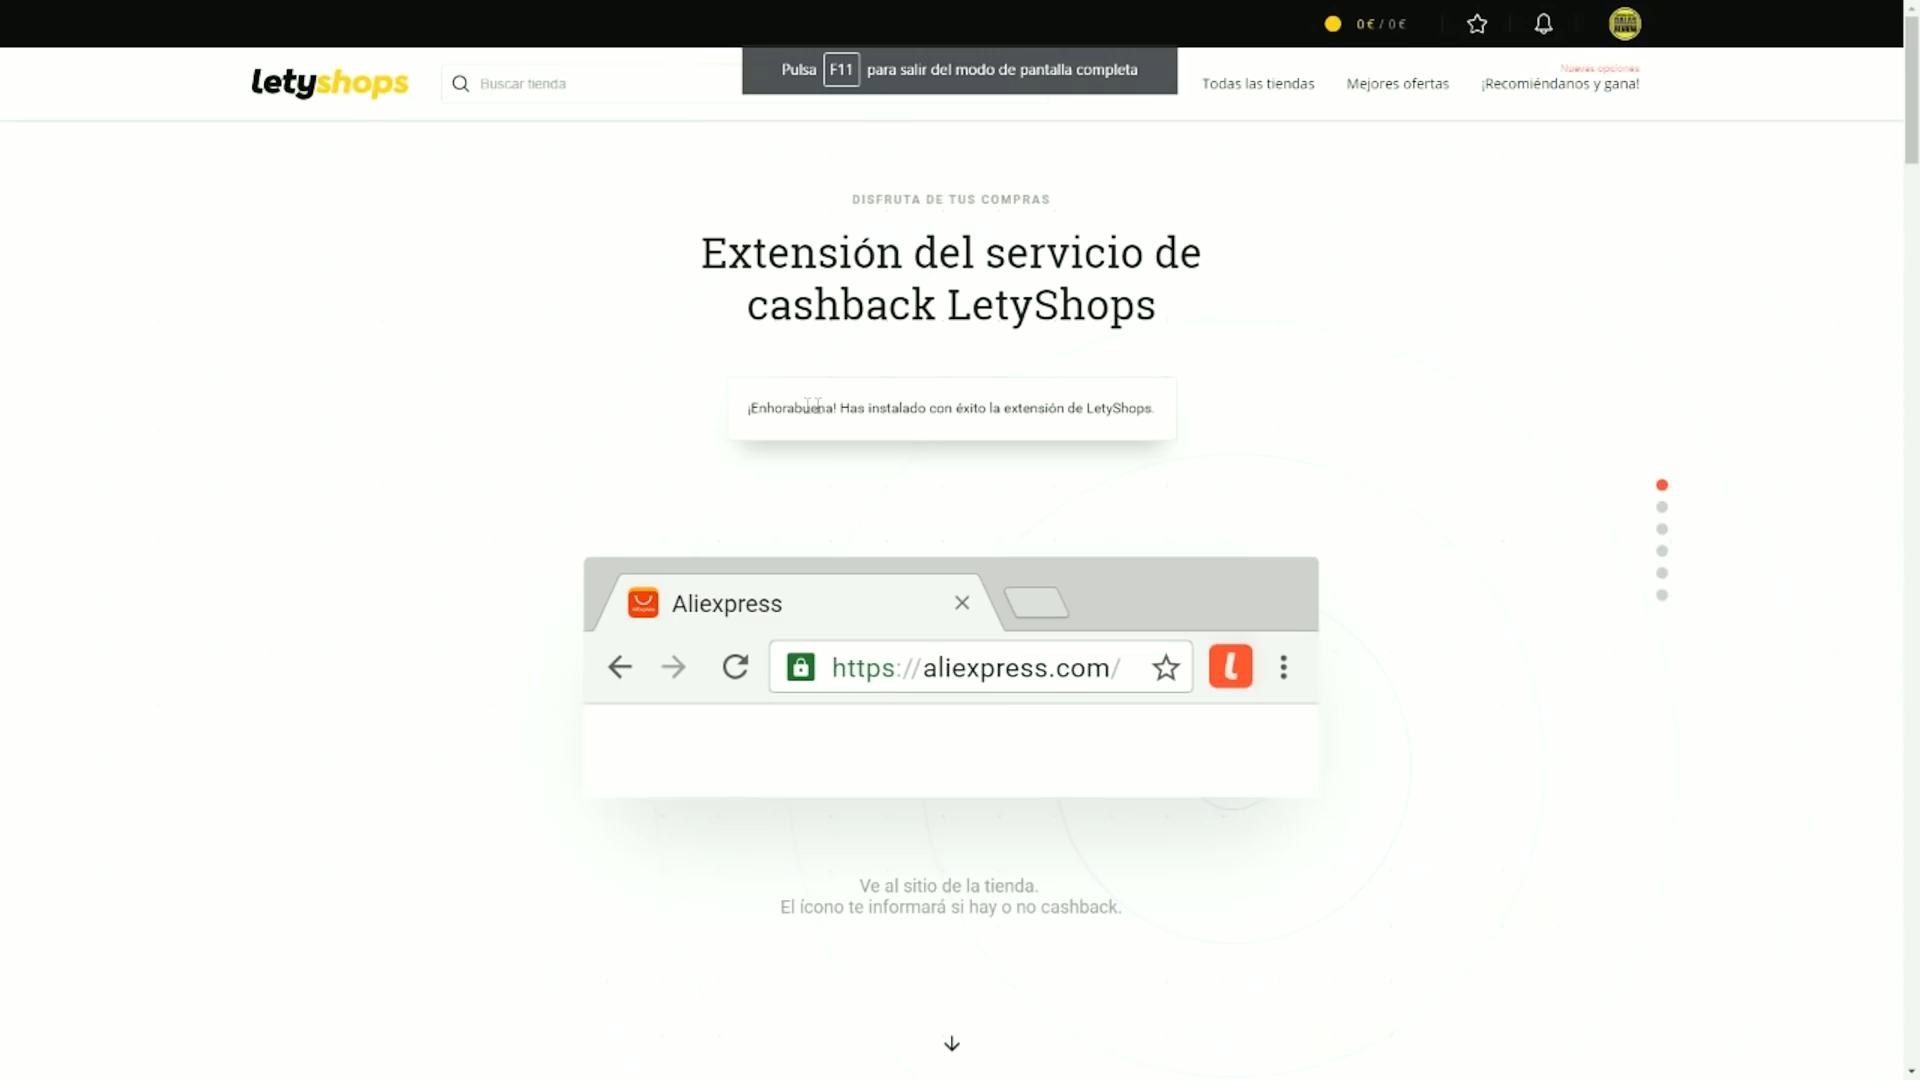 0 € / 0 €
letyshops
Buscar tienda
Pulsa F11 para salir del modo de pantalla completa
Todas las tiendas
Mejores ofertas
Nuevas opciones
¡Recomiéndanos y gana!
DISFRUTA DE TUS COMPRAS
Extensión del servicio de
cashback LetyShops
¡Enhorabuena! Has instalado con éxito la extensión de LetyShops.
Aliexpress
https://aliexpress.com/
Ve al sitio de la tienda.
El ícono te informará si hay o no cashback.